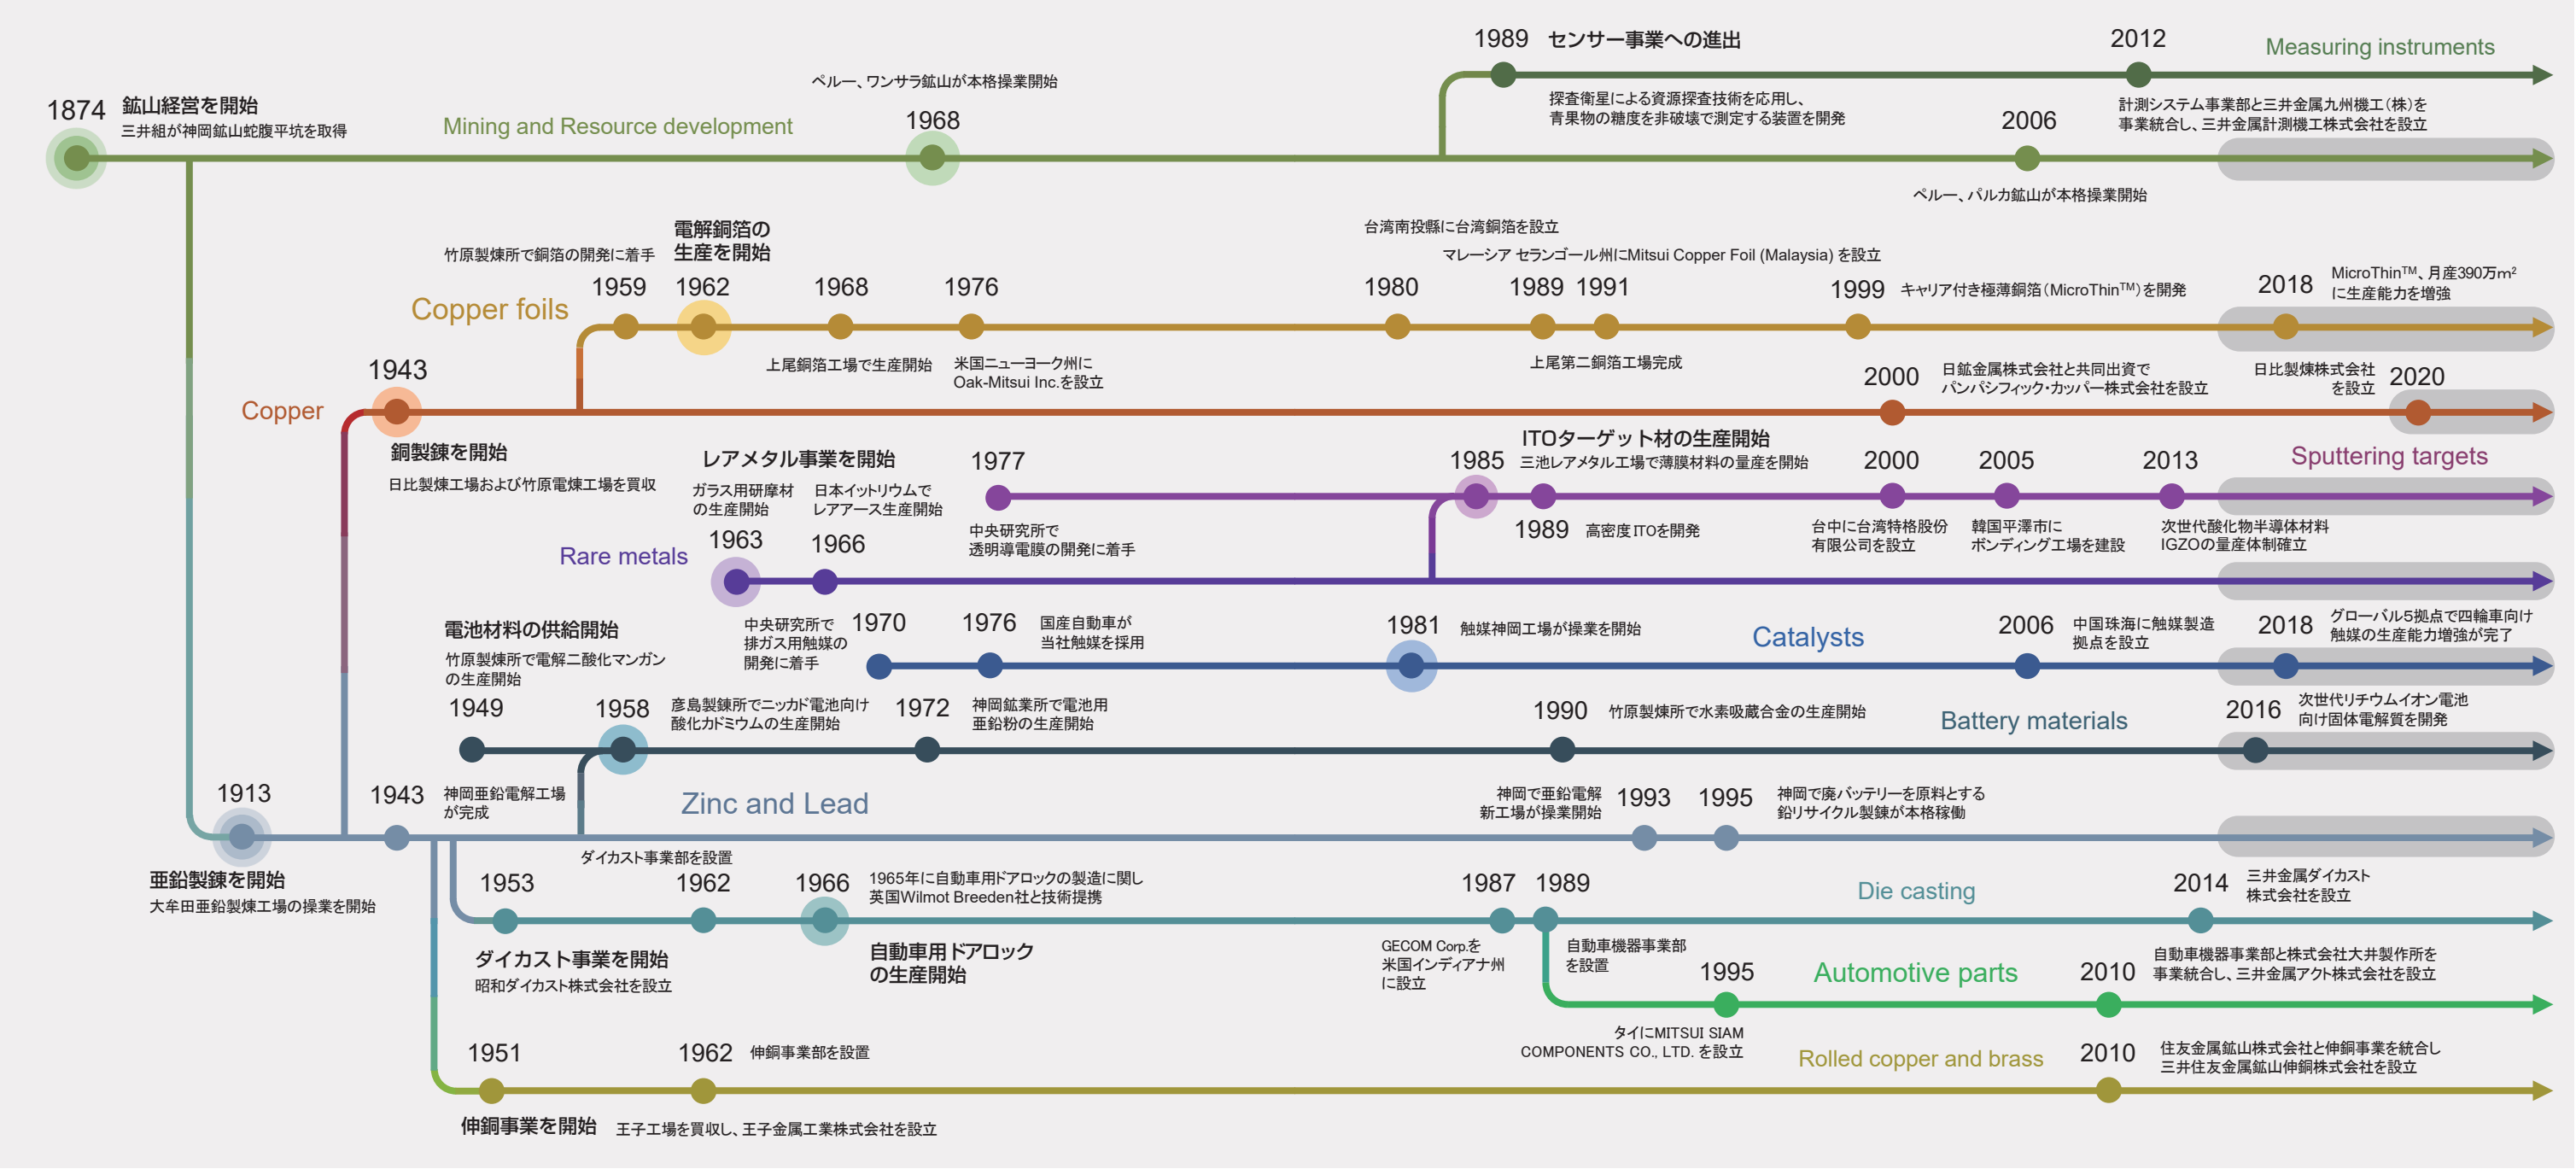 1989 センサー事業への進出
2012
Measuring instruments
探査衛星による資源探査技術を応用し、
青果物の糖度を非破壊で測定する装置を開発
計測システム事業部と三井金属九州機工(株)を
事業統合し、三井金属計測機工株式会社を設立
1874 鉱山経営を開始
三井組が神岡鉱山蛇腹平坑を取得
Mining and Resource development
ペルー、ワンサラ鉱山が本格操業開始
1968
2006
ペルー、パルカ鉱山が本格操業開始
Copper foils
竹原製煉所で銅箔の開発に着手
1959
電解銅箔の
生産を開始
1962
1968
上尾銅箔工場で生産開始
1976
米国ニューヨーク州に
Oak-Mitsui Inc.を設立
台湾南投縣に台湾銅箔を設立
1980
マレーシア セランゴール州にMitsui Copper Foil (Malaysia) を設立
1989
1991
上尾第二銅箔工場完成
1999 キャリア付き極薄銅箔(MicroThin™)を開発
2018 MicroThin™、月産390万m²
に生産能力を増強
Copper
1943
銅製錬を開始
日比製煉工場および竹原電煉工場を買収
2000 日鉱金属株式会社と共同出資で
パンパシフィック・カッパー株式会社を設立
日比製煉株式会社
を設立
2020
Sputtering targets
1977
中央研究所で
透明導電膜の開発に着手
1985
ITOターゲット材の生産開始
三池レアメタル工場で薄膜材料の量産を開始
1989 高密度ITOを開発
2000
台中に台湾特格股份
有限公司を設立
2005
韓国平澤市に
ボンディング工場を建設
2013
次世代酸化物半導体材料
IGZOの量産体制確立
Rare metals
レアメタル事業を開始
ガラス用研摩材
の生産開始
1963
日本イットリウムで
レアアース生産開始
1966
Catalysts
中央研究所で
排ガス用触媒の
開発に着手
1970
1976 国産自動車が
当社触媒を採用
1981 触媒神岡工場が操業を開始
2006 中国珠海に触媒製造
拠点を設立
2018 グローバル5拠点で四輪車向け
触媒の生産能力増強が完了
Battery materials
電池材料の供給開始
竹原製煉所で電解二酸化マンガン
の生産開始
1949
1958 彦島製錬所でニッカド電池向け
酸化カドミウムの生産開始
1972 神岡鉱業所で電池用
亜鉛粉の生産開始
1990 竹原製煉所で水素吸蔵合金の生産開始
2016 次世代リチウムイオン電池
向け固体電解質を開発
Zinc and Lead
1913
亜鉛製錬を開始
大牟田亜鉛製煉工場の操業を開始
1943 神岡亜鉛電解工場
が完成
神岡で亜鉛電解
新工場が操業開始
1993
1995 神岡で廃バッテリーを原料とする
鉛リサイクル製錬が本格稼働
Die casting
1953
ダイカスト事業を開始
昭和ダイカスト株式会社を設立
ダイカスト事業部を設置
1962
1966 1965年に自動車用ドアロックの製造に関し
英国Wilmot Breeden社と技術提携
自動車用ドアロック
の生産開始
1987
GECOM Corp.を
米国インディアナ州
に設立
1989
自動車機器事業部
を設置
2014 三井金属ダイカスト
株式会社を設立
Automotive parts
1995
タイにMITSUI SIAM
COMPONENTS CO., LTD. を設立
2010 自動車機器事業部と株式会社大井製作所を
事業統合し、三井金属アクト株式会社を設立
Rolled copper and brass
1951
伸銅事業を開始
1962 伸銅事業部を設置
王子工場を買収し、王子金属工業株式会社を設立
2010 住友金属鉱山株式会社と伸銅事業を統合し
三井住友金属鉱山伸銅株式会社を設立